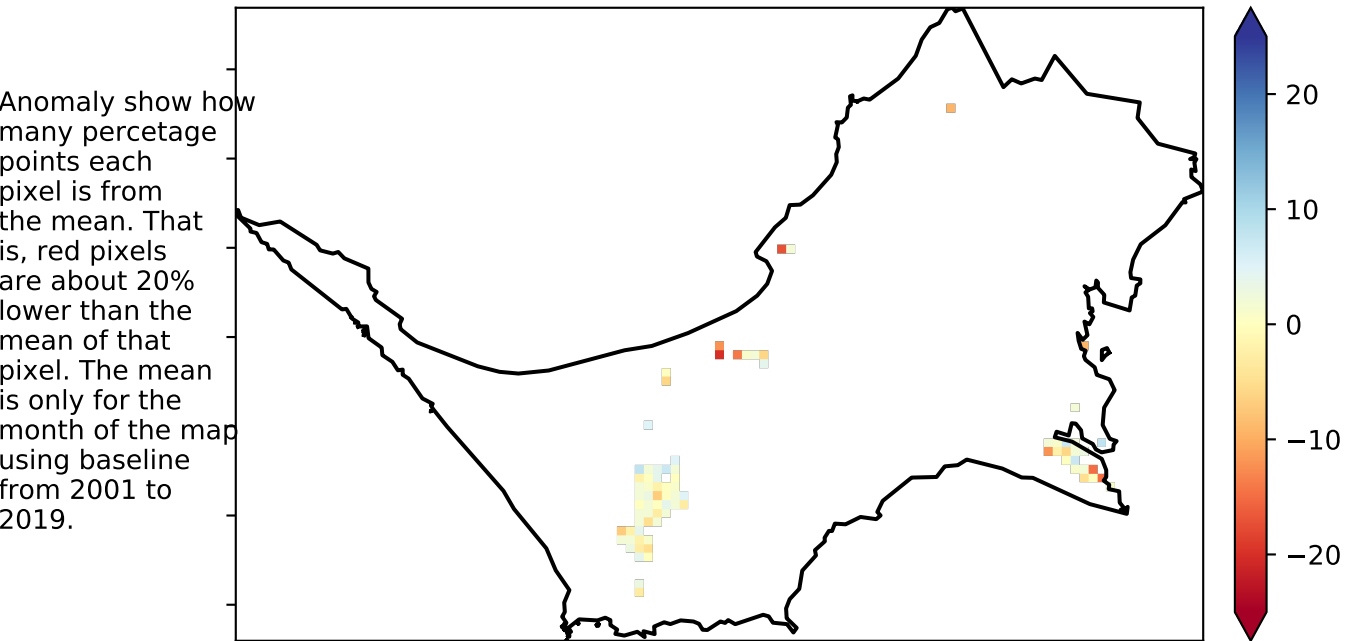 Anomaly show how
many percetage
points each
pixel is from
the mean. That
is, red pixels
are about 20%
lower than the
mean of that
pixel. The mean
is only for the
month of the map
using baseline
from 2001 to
2019.
20
10
0
−10
−20